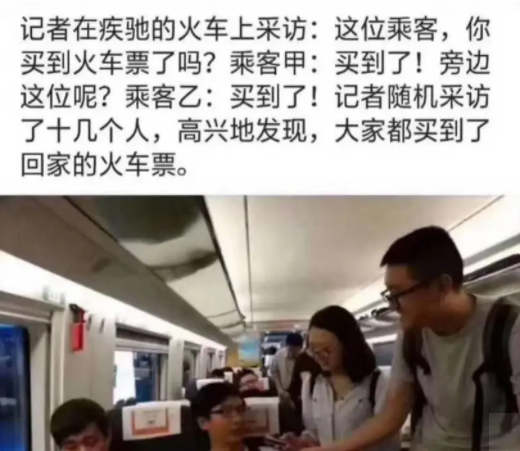 记者在疾驰的火车上采访：这位乘客，你
买到火车票了吗？乘客甲：买到了！旁边
这位呢？乘客乙：买到了！记者随机采访
了十几个人，高兴地发现，大家都买到了
回家的火车票。